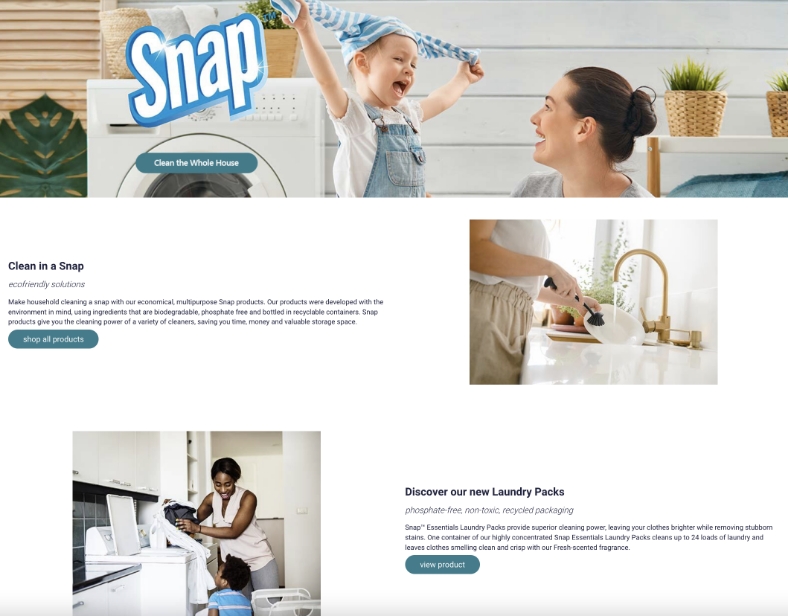 Snap
Clean the Whole House
Clean in a Snap
ecofriendly solutions
Make household cleaning a snap with our economical, multipurpose Snap products. Our products were developed with the
environment in mind, using ingredients that are biodegradable, phosphate free and bottled in recyclable containers. Snap
products give you the cleaning power of a variety of cleaners, saving you time, money and valuable storage space.
shop all products
Discover our new Laundry Packs
phosphate-free, non-toxic, recycled packaging
Snap™ Essentials Laundry Packs provide superior cleaning power, leaving your clothes brighter while removing stubborn
stains. One container of our highly concentrated Snap Essentials Laundry Packs cleans up to 24 loads of laundry and
leaves clothes smelling clean and crisp with our Fresh-scented fragrance.
view product